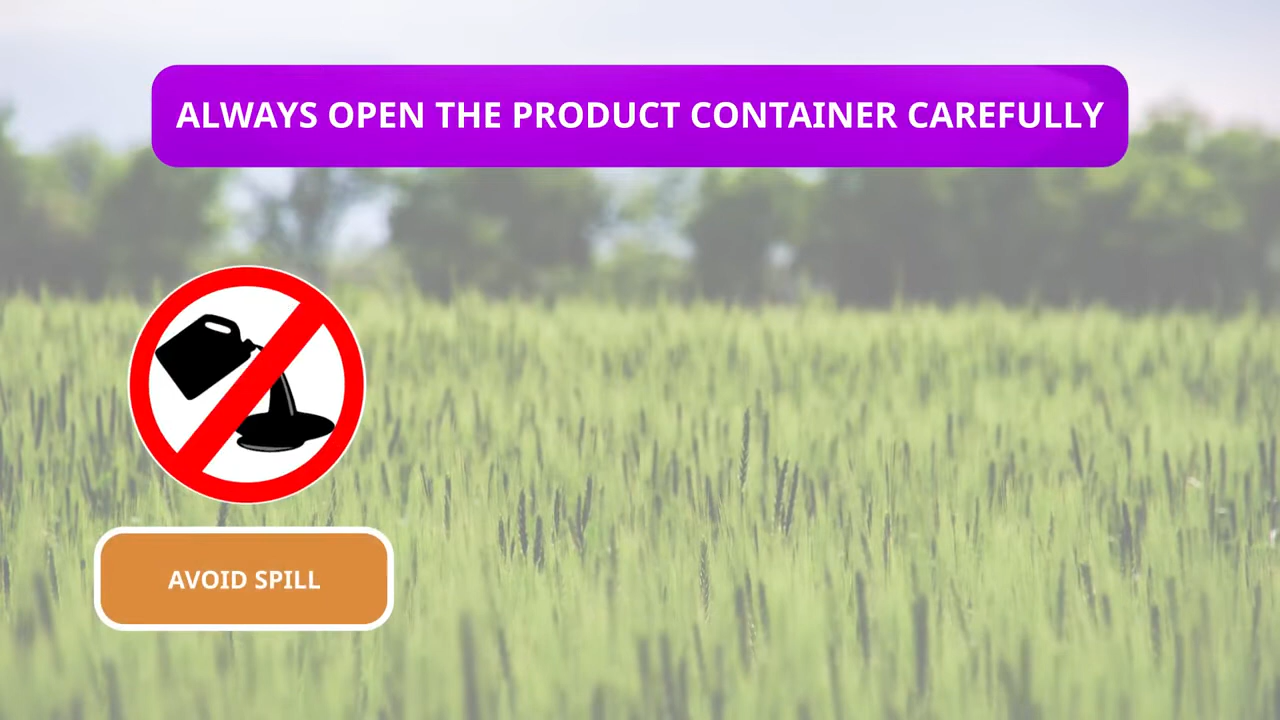 ALWAYS OPEN THE PRODUCT CONTAINER CAREFULLY
AVOID SPILL